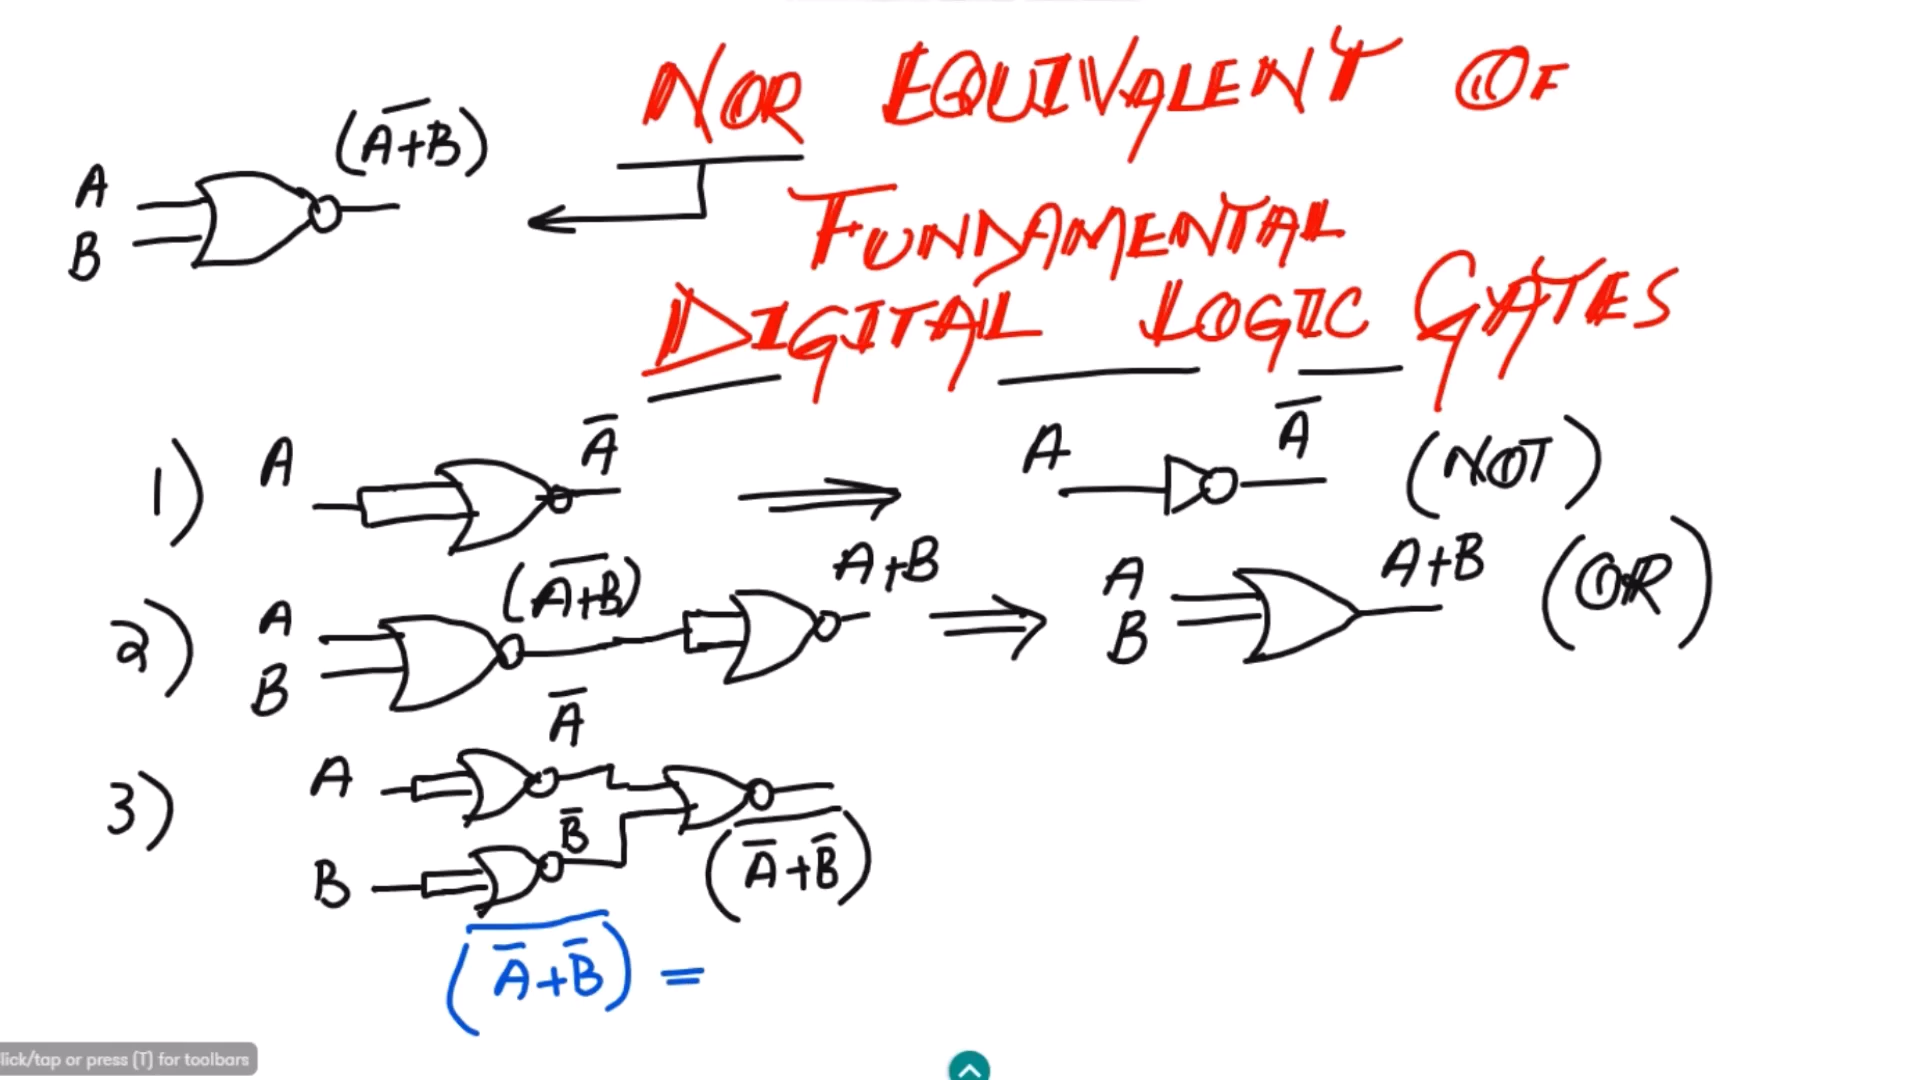 NOR EQUIVALENT OF
FUNDAMENTAL
DIGITAL LOGIC GATES
A
B
(A̅+̅B̅)
1) A A̅ A A̅ (NOT)
2) A B (A̅+̅B̅) A+B A B A+B (OR)
3) A A̅
B B̅ (A̅+B̅)̅
(A̅+B̅)̅ =
lick/tap or press (T) for toolbars